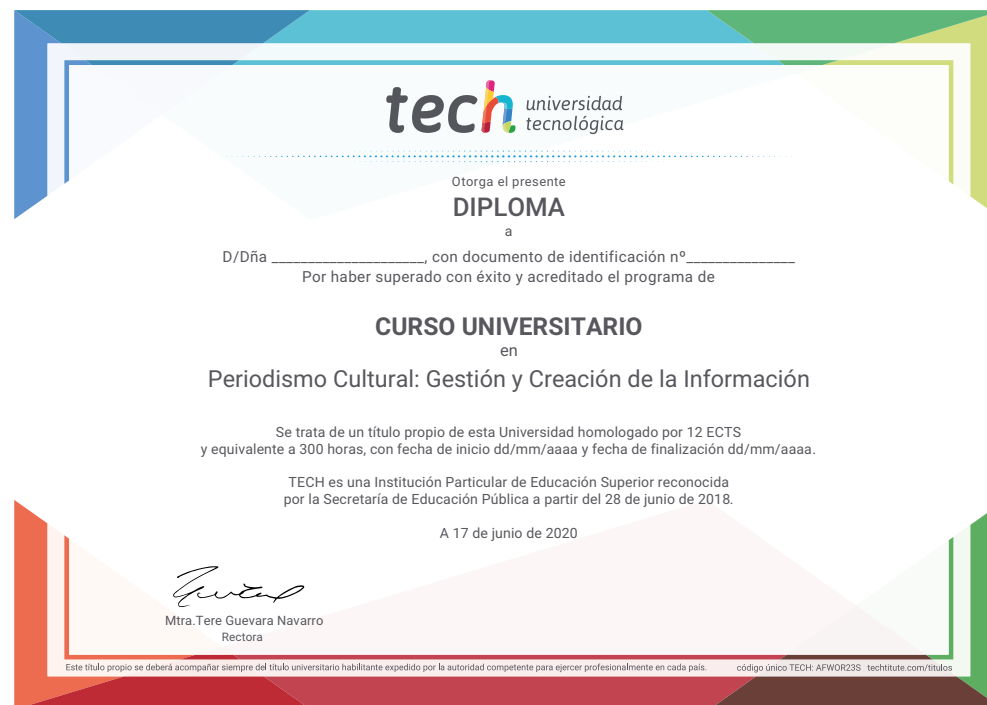 tech universidad
tecnológica
Otorga el presente
DIPLOMA
a
D/Dña _____________________, con documento de identificación nº_______________
Por haber superado con éxito y acreditado el programa de
CURSO UNIVERSITARIO
en
Periodismo Cultural: Gestión y Creación de la Información
Se trata de un título propio de esta Universidad homologado por 12 ECTS
y equivalente a 300 horas, con fecha de inicio dd/mm/aaaa y fecha de finalización dd/mm/aaaa.
TECH es una Institución Particular de Educación Superior reconocida
por la Secretaría de Educación Pública a partir del 28 de junio de 2018.
A 17 de junio de 2020
Mtra.Tere Guevara Navarro
Rectora
Este título propio se deberá acompañar siempre del título universitario habilitante expedido por la autoridad competente para ejercer profesionalmente en cada país. código único TECH: AFWOR23S techtitute.com/titulos